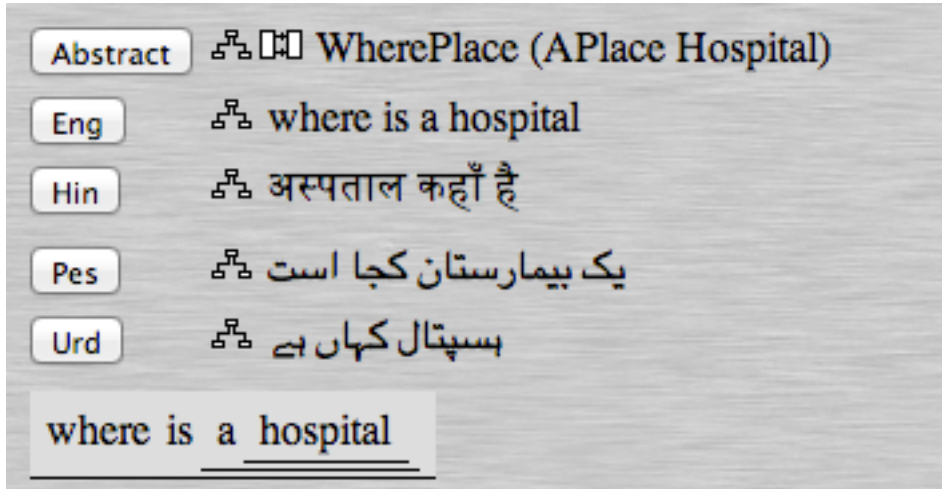 Abstract WherePlace (APlace Hospital)
Eng where is a hospital
Hin अस्पताल कहाँ है
Pes یک بیمارستان کجا است
Urd ہسپتال کہاں ہے
where is a hospital